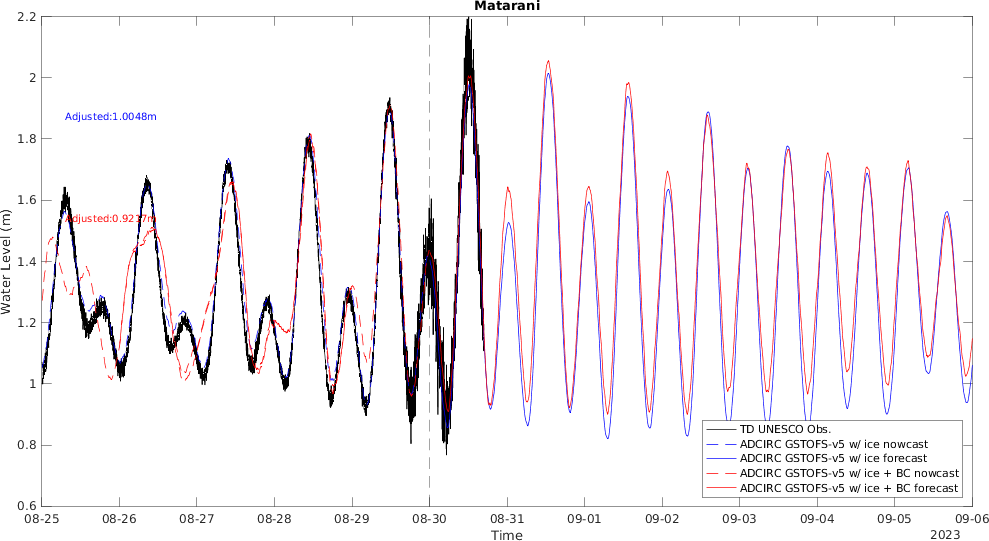 Matarani
2.2
2
1.8
1.6
1.4
1.2
1
0.8
0.6
Water Level (m)
Adjusted:1.0048m
Adjusted:0.9217m
TD UNESCO Obs.
ADCIRC GSTOFS-v5 w/ ice nowcast
ADCIRC GSTOFS-v5 w/ ice forecast
ADCIRC GSTOFS-v5 w/ ice + BC nowcast
ADCIRC GSTOFS-v5 w/ ice + BC forecast
08-25 08-26 08-27 08-28 08-29 08-30 08-31 09-01 09-02 09-03 09-04 09-05 09-06
Time
2023